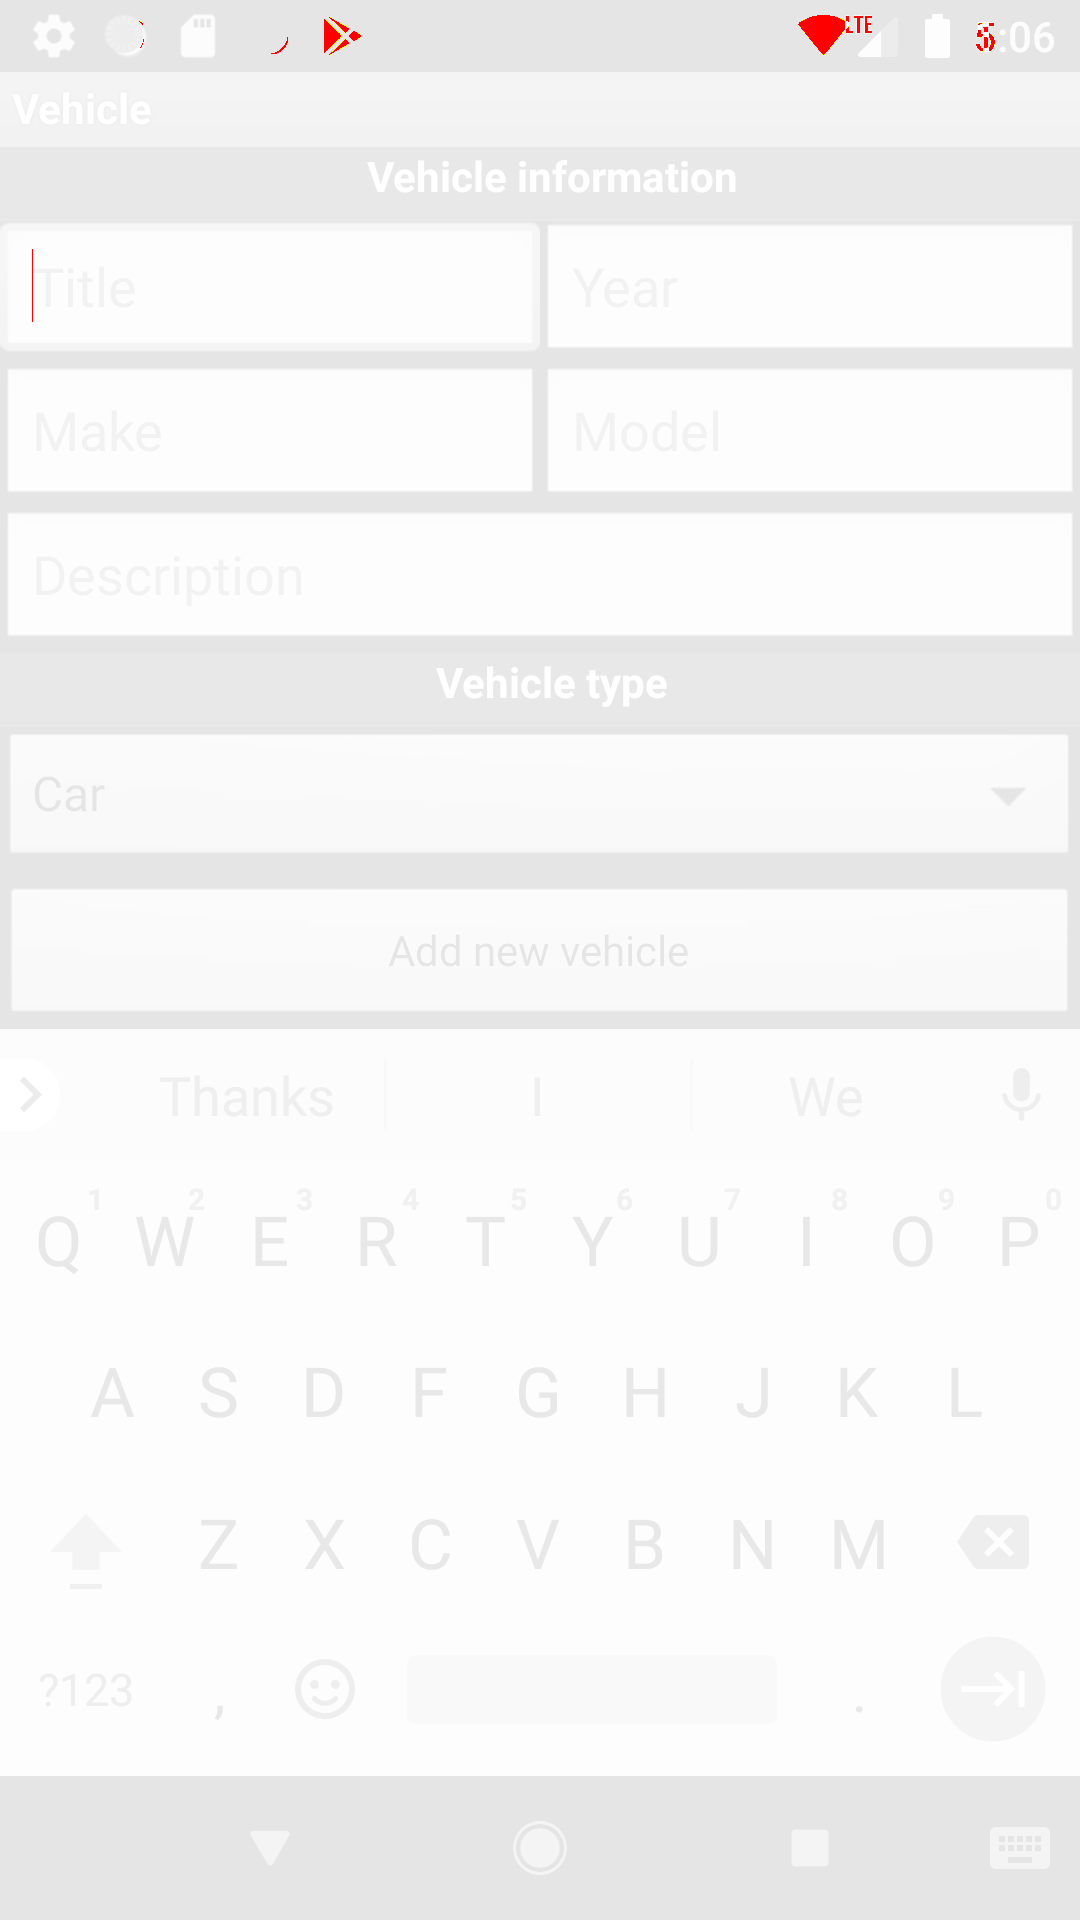 LTE :06
Vehicle
Vehicle information
Title Year
Make Model
Description
Vehicle type
Car
Add new vehicle
Thanks I We
1 2 3 4 5 6 7 8 9 0
Q W E R T Y U I O P
A S D F G H J K L
Z X C V B N M
?123 , .